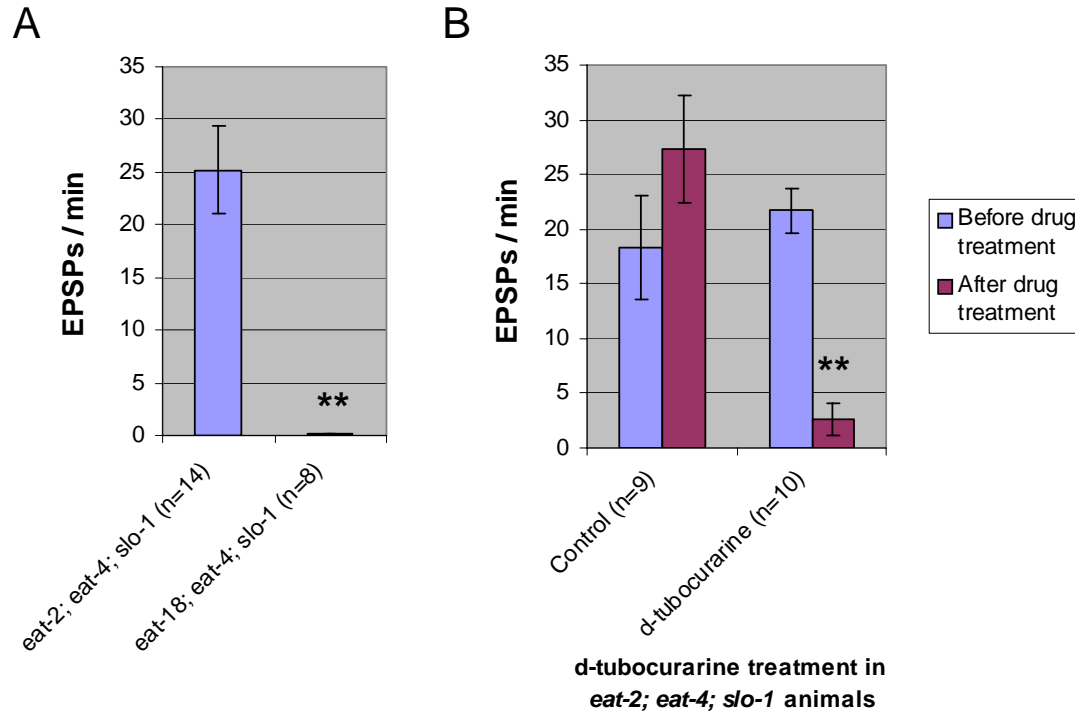 A
EPSPs / min
35
30
25
20
15
10
5
0
**
eat-2; eat-4; slo-1 (n=14)
eat-18; eat-4; slo-1 (n=8)
B
EPSPs / min
35
30
25
20
15
10
5
0
**
Control (n=9)
d-tubocurarine (n=10)
d-tubocurarine treatment in
eat-2; eat-4; slo-1 animals
Before drug
treatment
After drug
treatment